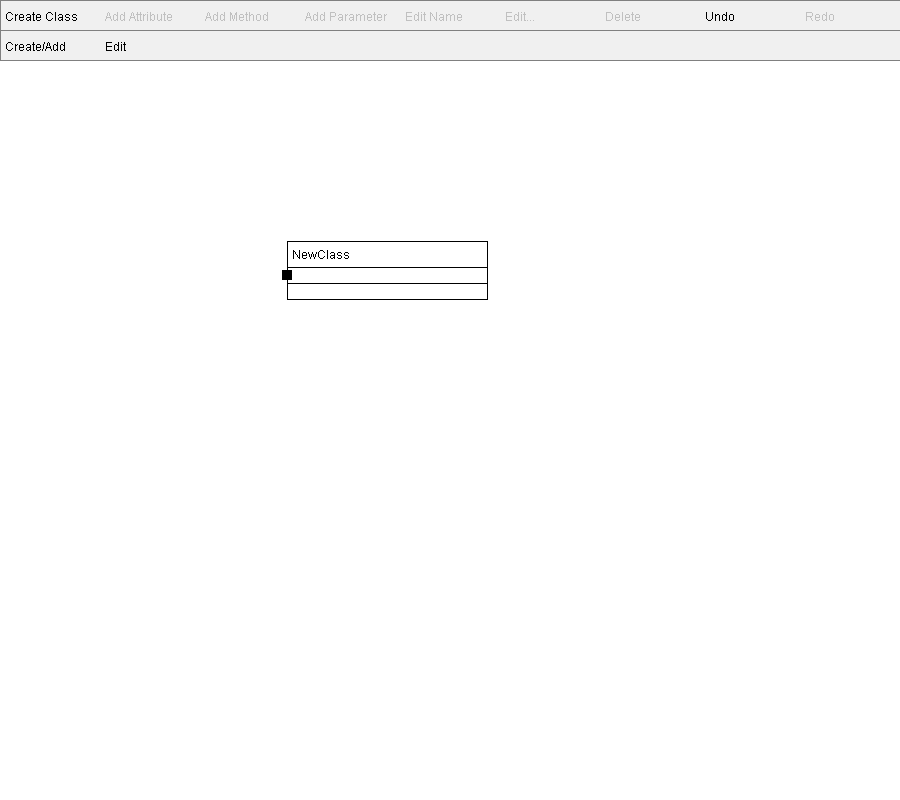 Create Class Add Attribute Add Method Add Parameter Edit Name Edit... Delete Undo Redo
Create/Add Edit
NewClass